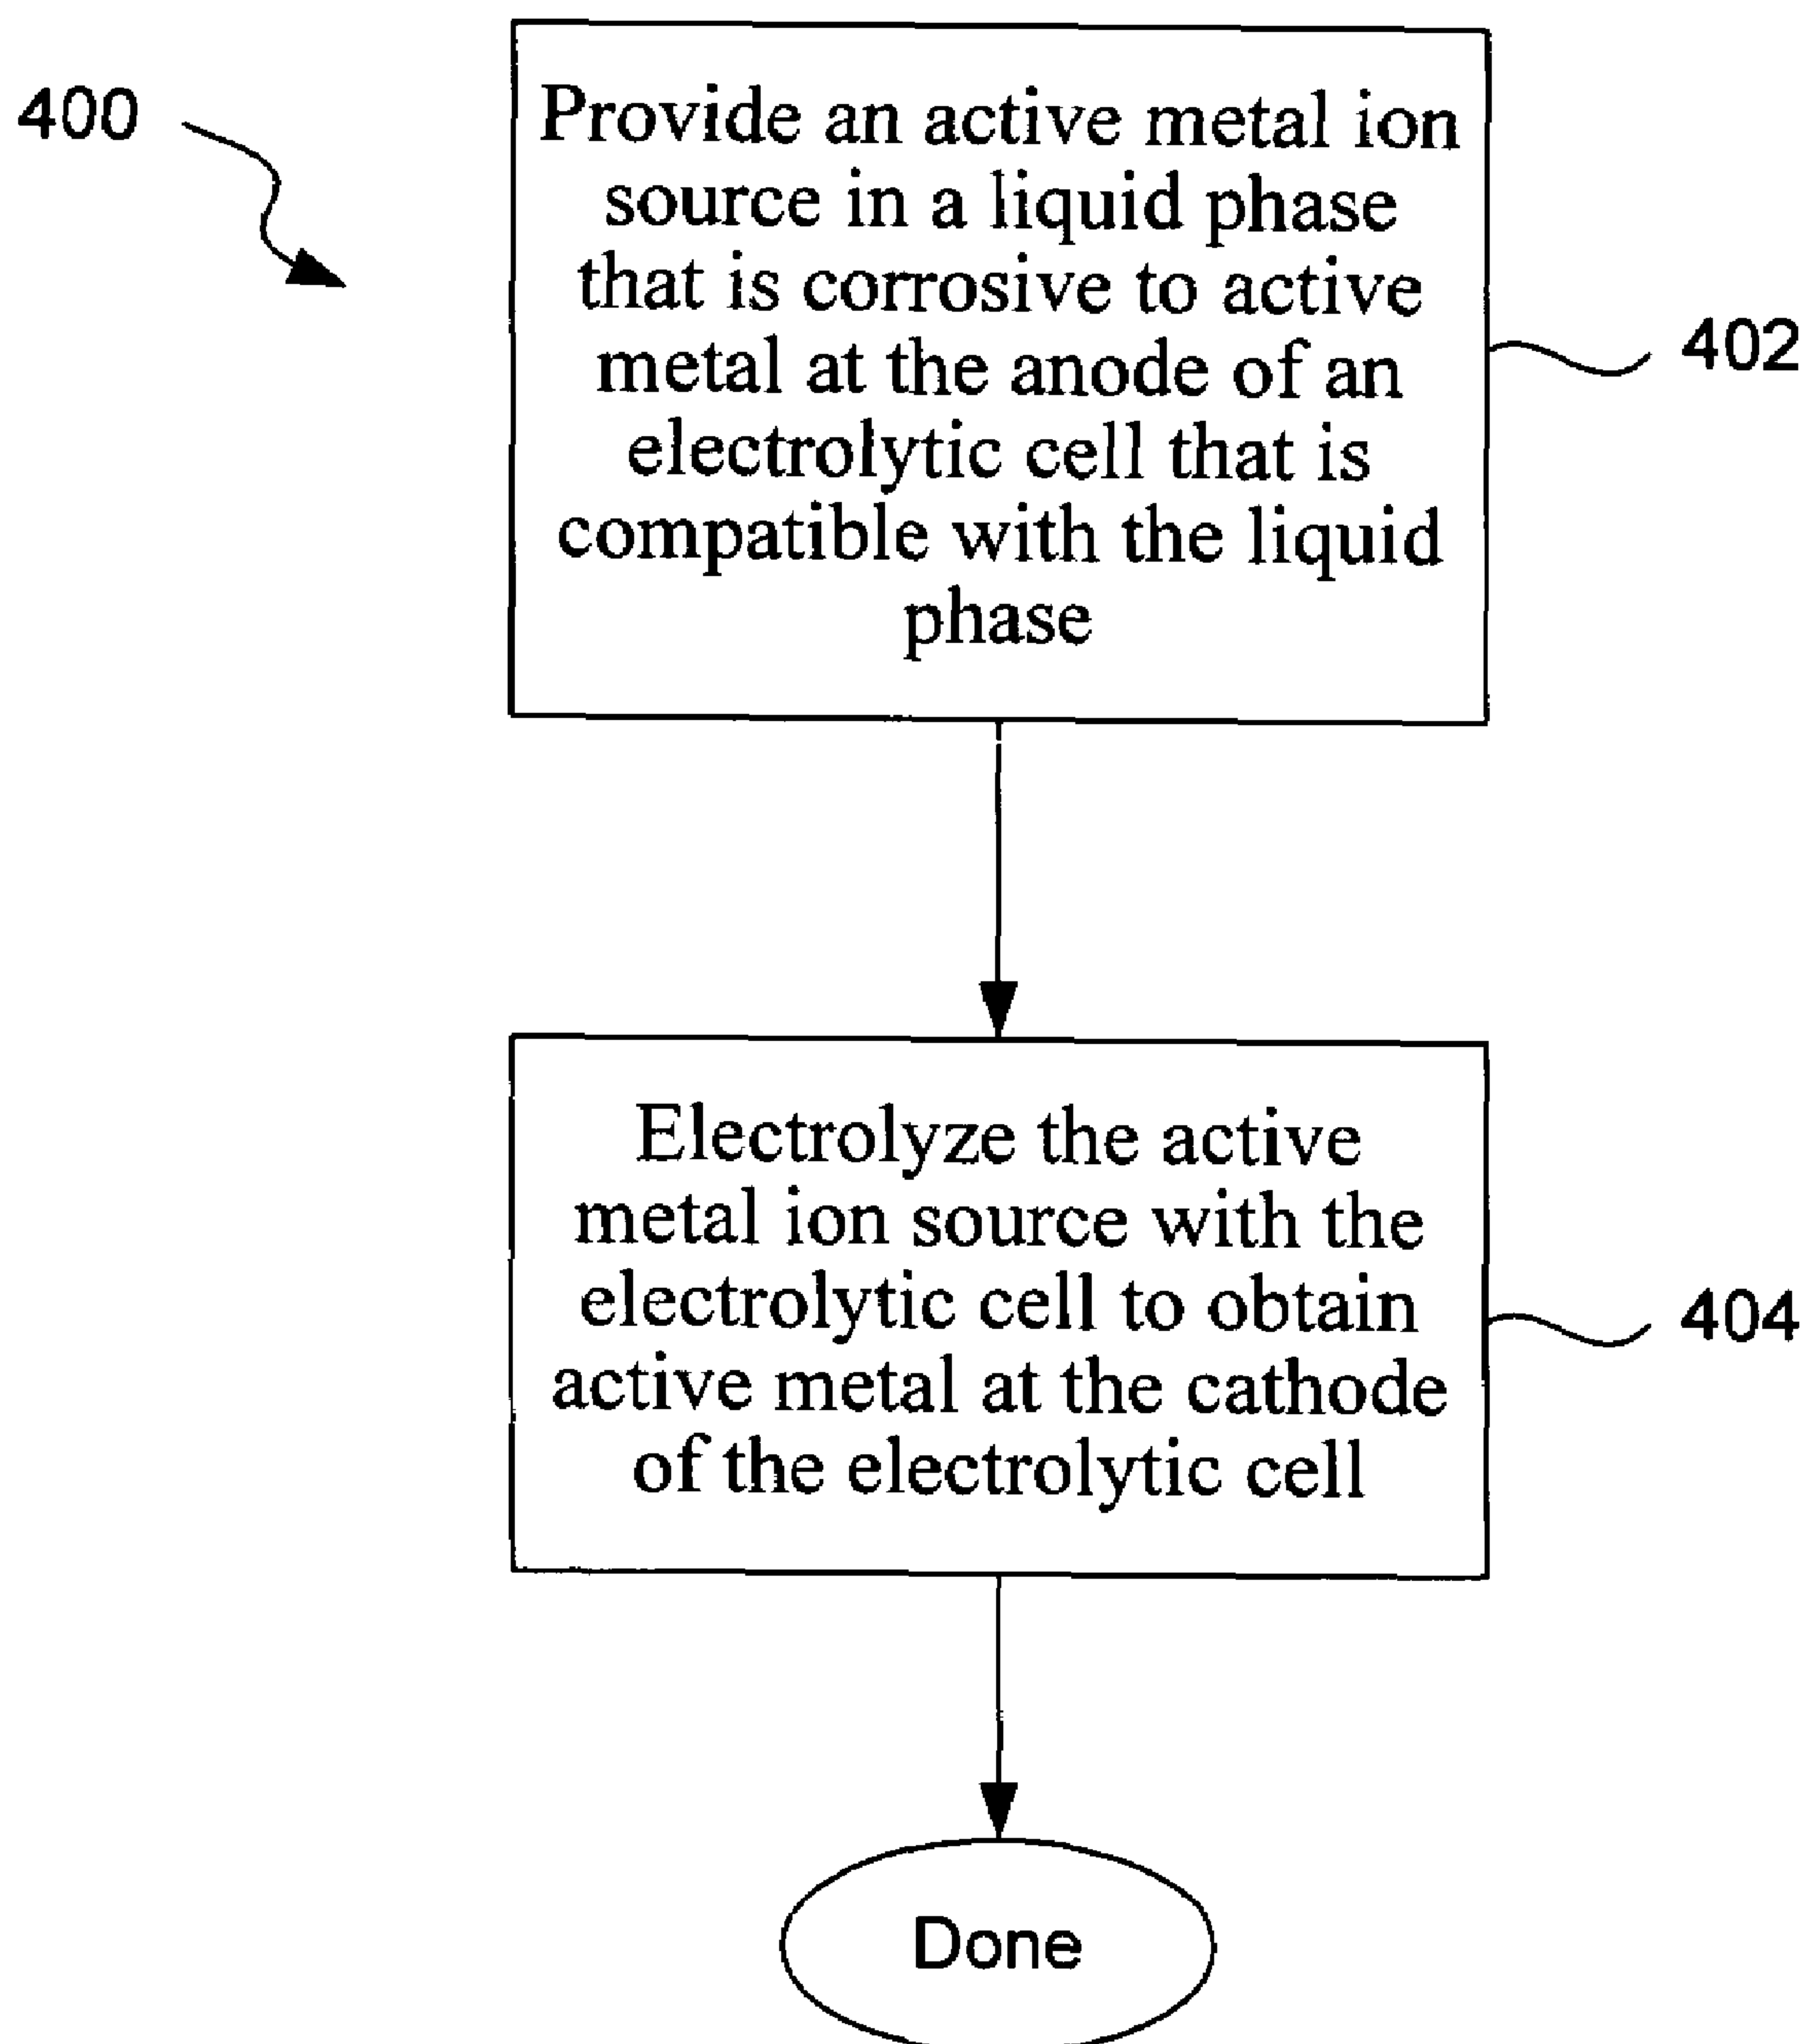 400
Provide an active metal ion
source in a liquid phase
that is corrosive to active
metal at the anode of an
electrolytic cell that is
compatible with the liquid
phase
402
Electrolyze the active
metal ion source with the
electrolytic cell to obtain
active metal at the cathode
of the electrolytic cell
404
Done